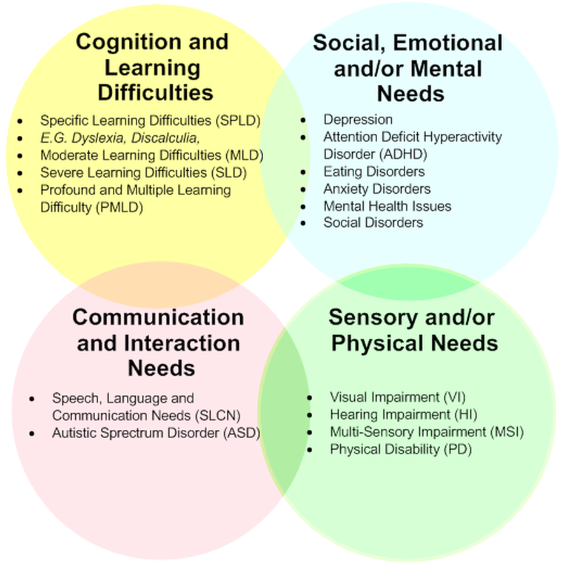 Cognition and
Learning
Difficulties
• Specific Learning Difficulties (SPLD)
• E.G. Dyslexia, Discalculia,
• Moderate Learning Difficulties (MLD)
• Severe Learning Difficulties (SLD)
• Profound and Multiple Learning
Difficulty (PMLD)
Social, Emotional
and/or Mental
Needs
• Depression
• Attention Deficit Hyperactivity
Disorder (ADHD)
• Eating Disorders
• Anxiety Disorders
• Mental Health Issues
• Social Disorders
Communication
and Interaction
Needs
• Speech, Language and
Communication Needs (SLCN)
• Autistic Sprectrum Disorder (ASD)
Sensory and/or
Physical Needs
• Visual Impairment (VI)
• Hearing Impairment (HI)
• Multi-Sensory Impairment (MSI)
• Physical Disability (PD)